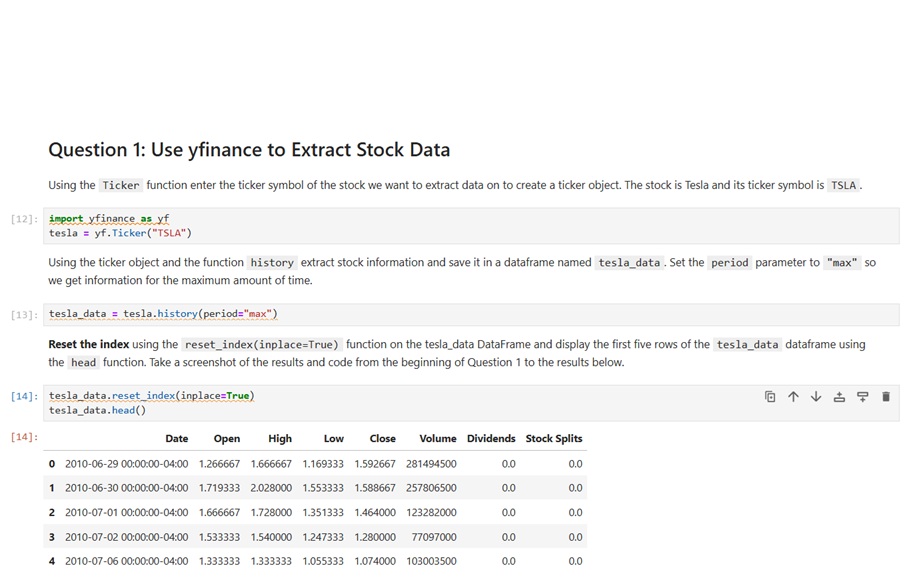 Question 1: Use yfinance to Extract Stock Data
Using the Ticker function enter the ticker symbol of the stock we want to extract data on to create a ticker object. The stock is Tesla and its ticker symbol is TSLA .
[12]: import yfinance as yf
tesla = yf.Ticker("TSLA")
Using the ticker object and the function history extract stock information and save it in a dataframe named tesla_data . Set the period parameter to "max" so
we get information for the maximum amount of time.
[13]: tesla_data = tesla.history(period="max")
Reset the index using the reset_index(inplace=True) function on the tesla_data DataFrame and display the first five rows of the tesla_data dataframe using
the head function. Take a screenshot of the results and code from the beginning of Question 1 to the results below.
[14]: tesla_data.reset_index(inplace=True)
tesla_data.head()
[14]: Date Open High Low Close Volume Dividends Stock Splits
0 2010-06-29 00:00:00-04:00 1.266667 1.666667 1.169333 1.592667 281494500 0.0 0.0
1 2010-06-30 00:00:00-04:00 1.719333 2.028000 1.553333 1.588667 257806500 0.0 0.0
2 2010-07-01 00:00:00-04:00 1.666667 1.728000 1.351333 1.464000 123282000 0.0 0.0
3 2010-07-02 00:00:00-04:00 1.533333 1.540000 1.247333 1.280000 77097000 0.0 0.0
4 2010-07-06 00:00:00-04:00 1.333333 1.333333 1.055333 1.074000 103003500 0.0 0.0